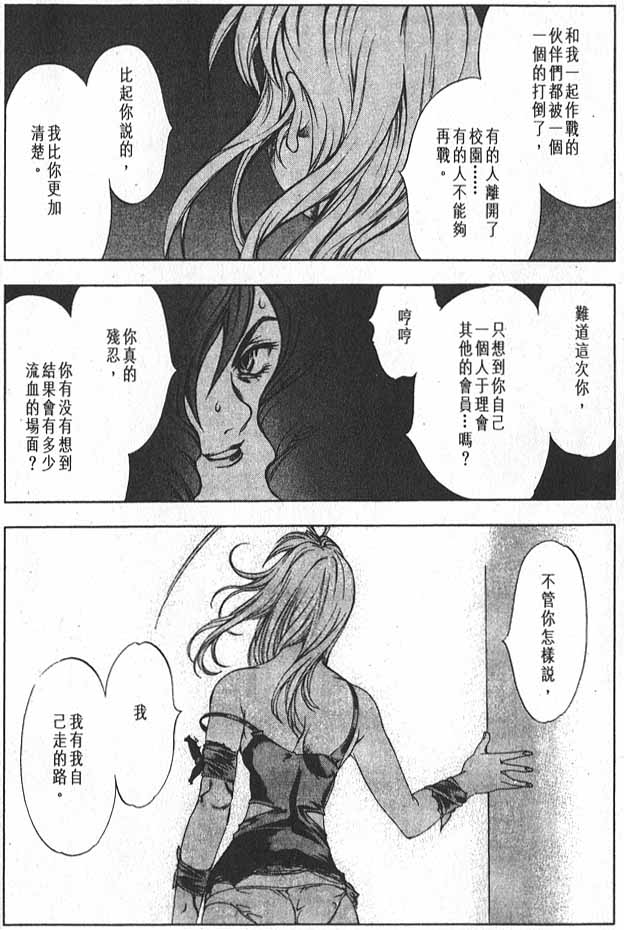 和我一起作戰的
伙伴們都被一個
一個的打倒了，
有的人離開了
校園……
有的人不能夠
再戰。
比起你説的，
我比你更加
清楚。
難道這次你，
只想到你自己
一個人于理會
其他的會員…嗎？
哼哼
你真的
殘忍，
你有没有想到
結果會有多少
流血的場面？
不管你怎樣説，
我
我有我自
己走的路。